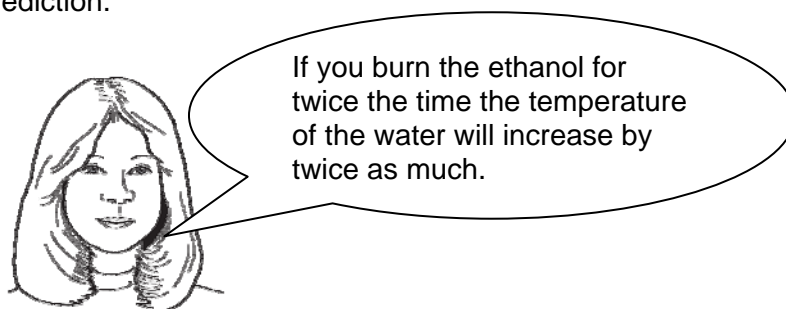 ediction.
If you burn the ethanol for
twice the time the temperature
of the water will increase by
twice as much.